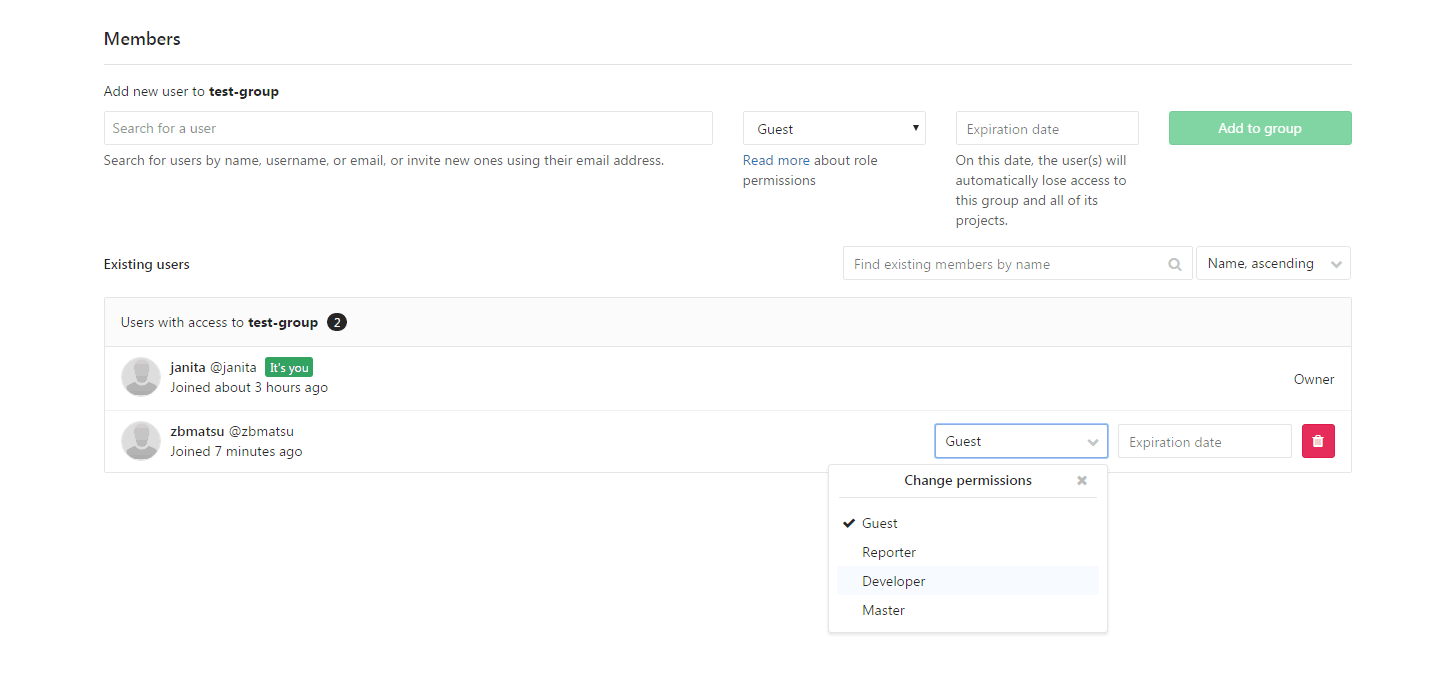 Members
Add new user to test-group
Search for a user
Guest
Expiration date
Add to group
Search for users by name, username, or email, or invite new ones using their email address.
Read more about role
permissions
On this date, the user(s) will
automatically lose access to
this group and all of its
projects.
Existing users
Find existing members by name
Name, ascending
Users with access to test-group 2
janita @janita It's you
Joined about 3 hours ago
Owner
zbmatsu @zbmatsu
Joined 7 minutes ago
Guest
Expiration date
Change permissions
Guest
Reporter
Developer
Master